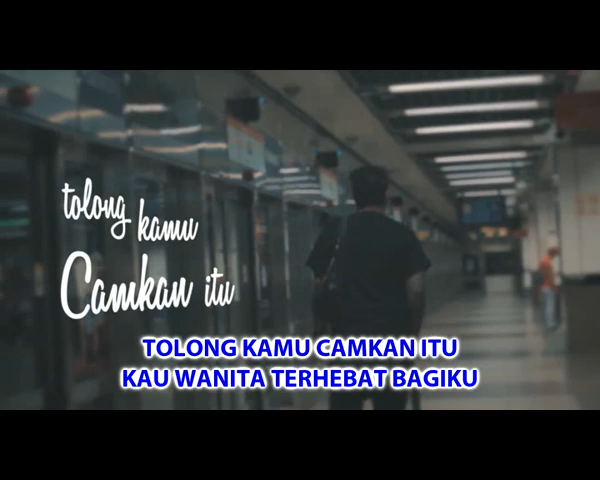 tolong kamu
Camkan itu
TOLONG KAMU CAMKAN ITU
KAU WANITA TERHEBAT BAGIKU